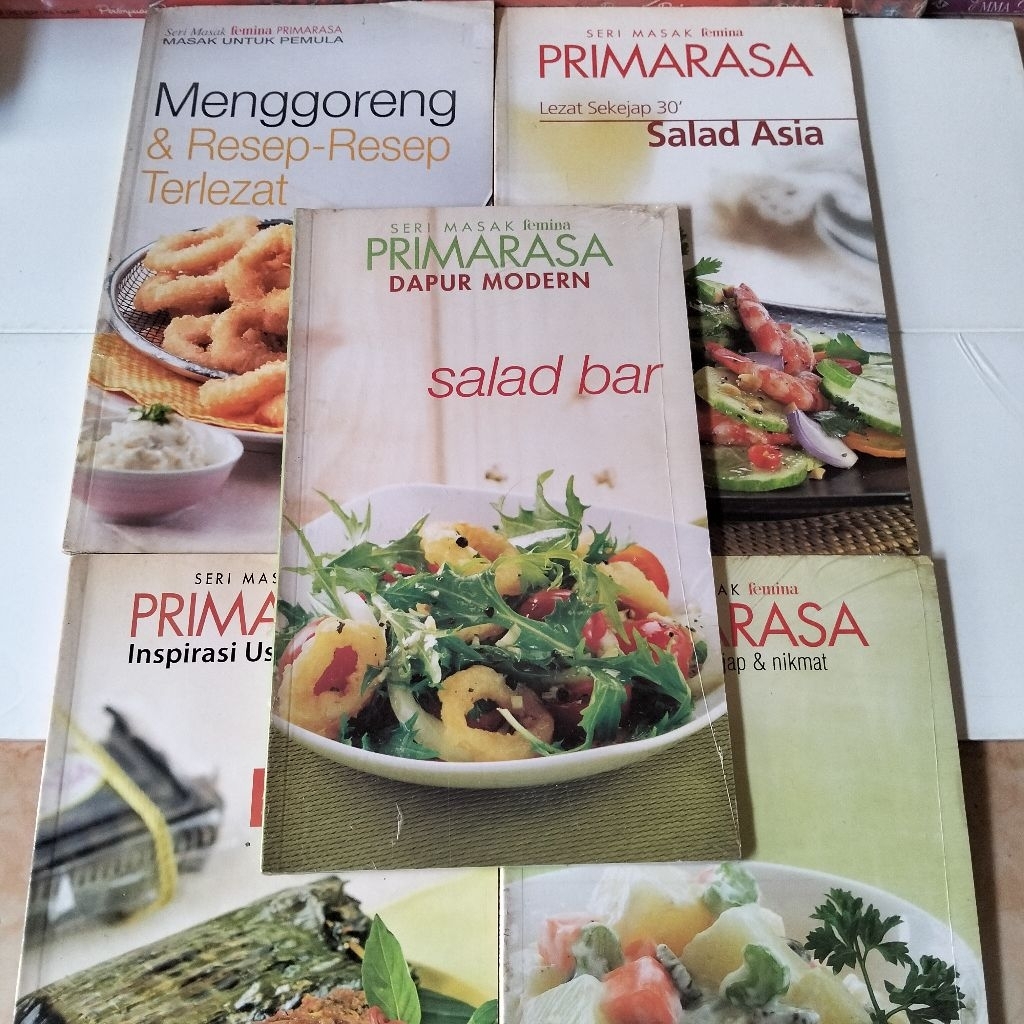 MMA
Seri Masak femina PRIMARASA
MASAK UNTUK PEMULA
Menggoreng
& Resep-Resep
Terlezat
SERI MASAK femina
PRIMARASA
Lezat Sekejap 30'
Salad Asia
SERI MASAK femina
PRIMARASA
DAPUR MODERN
salad bar
SERI MAS
PRIMA
Inspirasi Us
AK femina
RASA
jap & nikmat